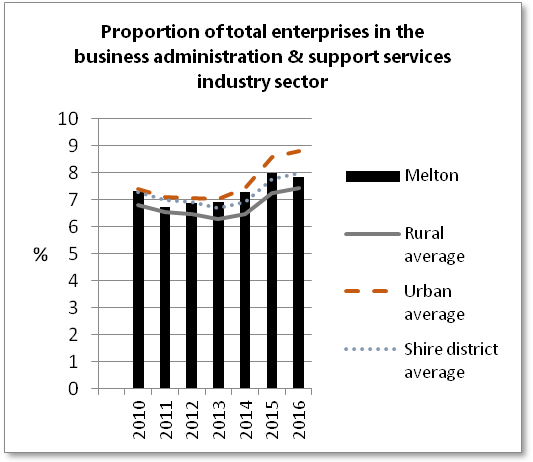 Proportion of total enterprises in the
business administration & support services
industry sector
10
9
8
7
6
5
4
3
2
1
0
%
2010
2011
2012
2013
2014
2015
2016
Melton
Rural
average
Urban
average
Shire district
average